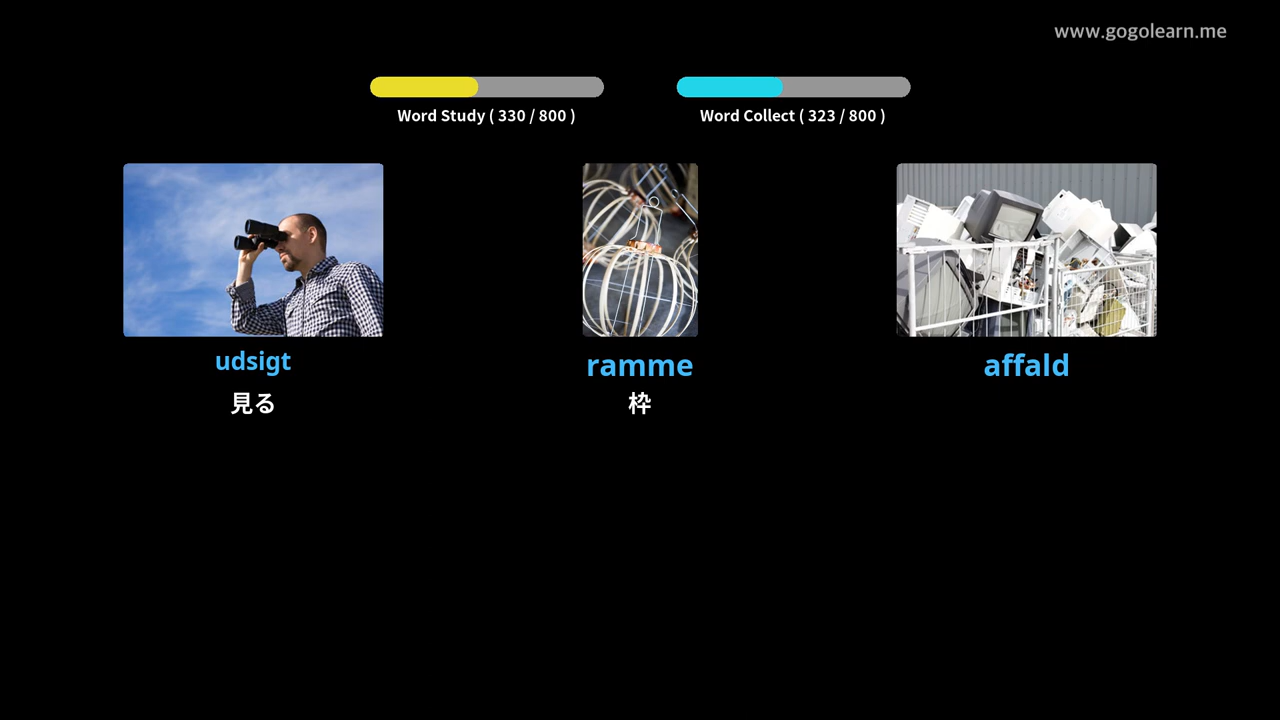 www.gogolearn.me
Word Study ( 330 / 800 )
Word Collect ( 323 / 800 )
udsigt
見る
ramme
枠
affald